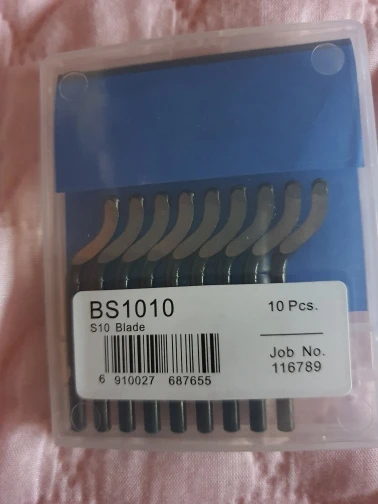 BS1010
10 Pcs.
S10 Blade
Job No.
116789
6 910027 687655